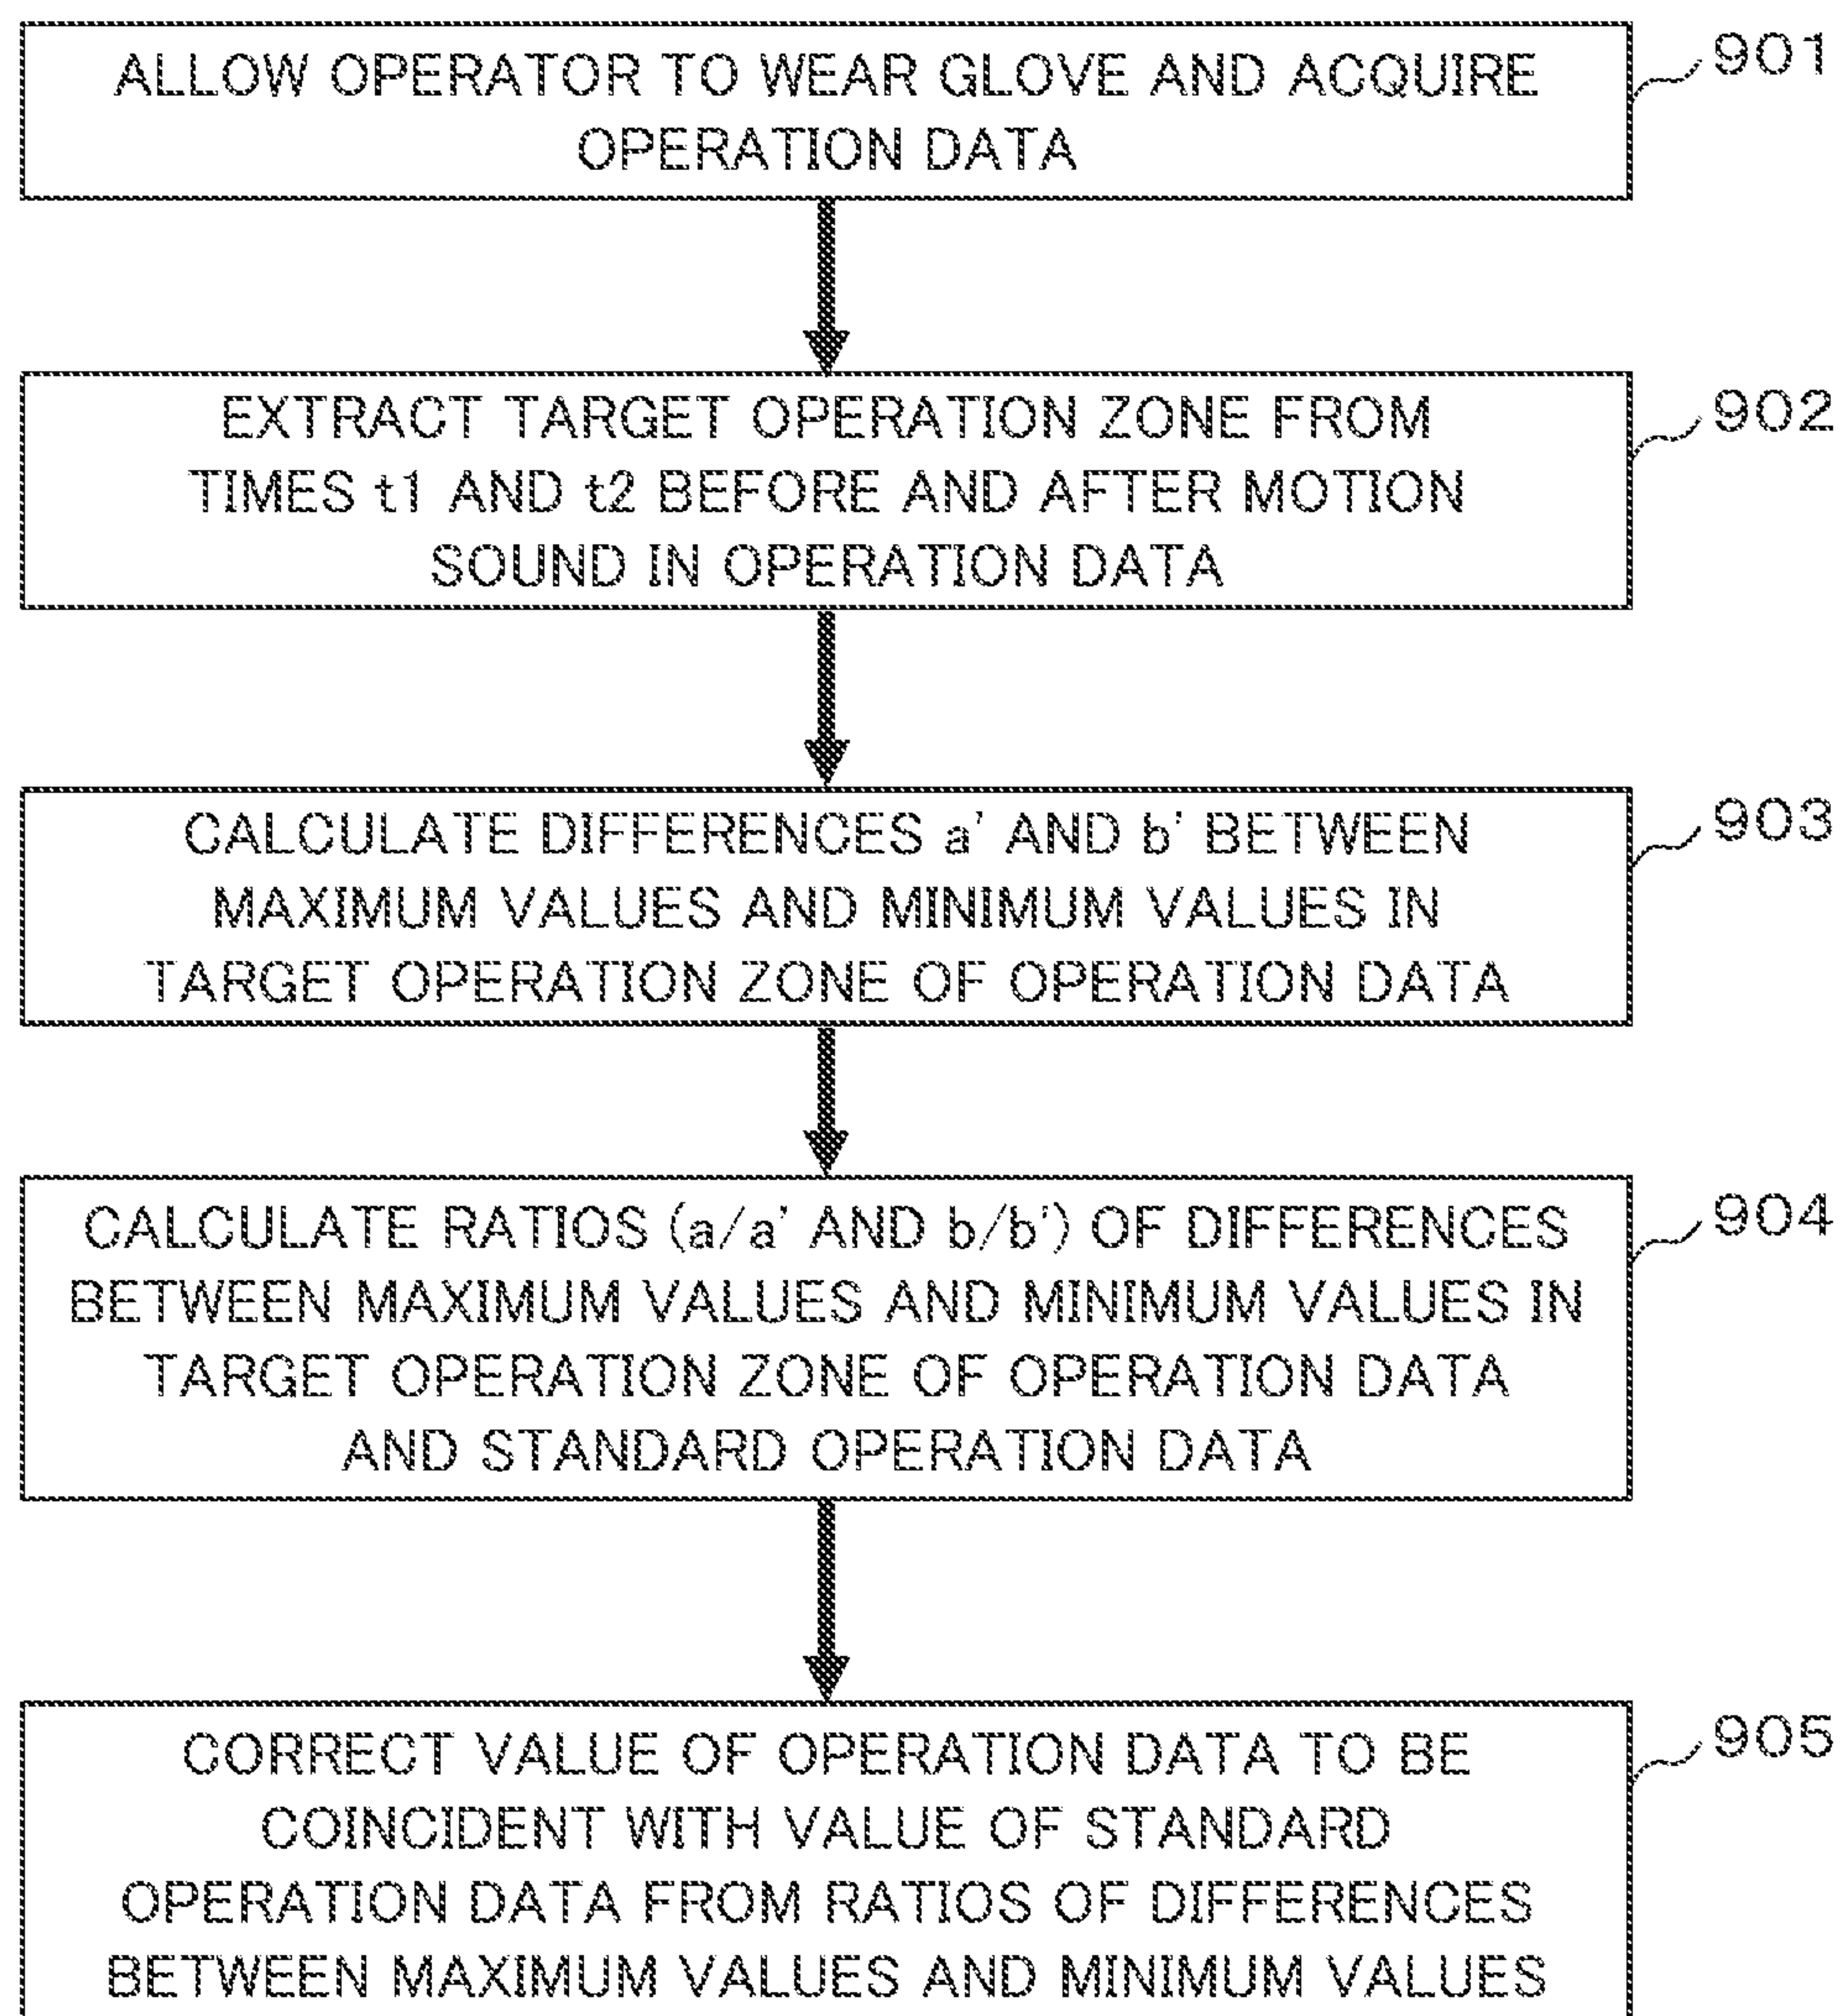 ALLOW OPERATOR TO WEAR GLOVE AND ACQUIRE
OPERATION DATA
901
EXTRACT TARGET OPERATION ZONE FROM
TIMES t1 AND t2 BEFORE AND AFTER MOTION
SOUND IN OPERATION DATA
902
CALCULATE DIFFERENCES a' AND b' BETWEEN
MAXIMUM VALUES AND MINIMUM VALUES IN
TARGET OPERATION ZONE OF OPERATION DATA
903
CALCULATE RATIOS (a/a' AND b/b') OF DIFFERENCES
BETWEEN MAXIMUM VALUES AND MINIMUM VALUES IN
TARGET OPERATION ZONE OF OPERATION DATA
AND STANDARD OPERATION DATA
904
CORRECT VALUE OF OPERATION DATA TO BE
COINCIDENT WITH VALUE OF STANDARD
OPERATION DATA FROM RATIOS OF DIFFERENCES
BETWEEN MAXIMUM VALUES AND MINIMUM VALUES
905